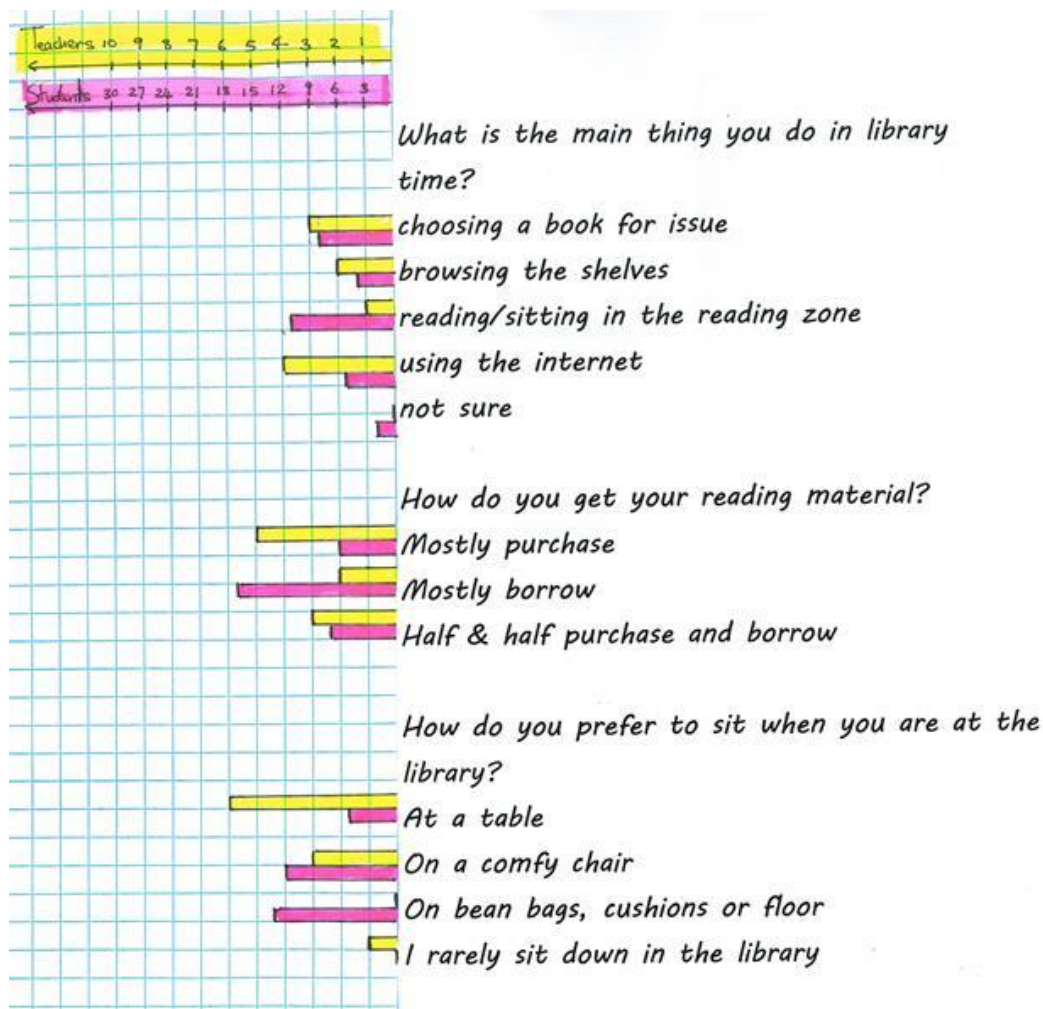 Teachers 10 9 8 7 6 5 4 3 2 1
Students 30 27 24 21 18 15 12 9 6 3
What is the main thing you do in library
time?
choosing a book for issue
browsing the shelves
reading/sitting in the reading zone
using the internet
not sure
How do you get your reading material?
Mostly purchase
Mostly borrow
Half & half purchase and borrow
How do you prefer to sit when you are at the
library?
At a table
On a comfy chair
On bean bags, cushions or floor
I rarely sit down in the library